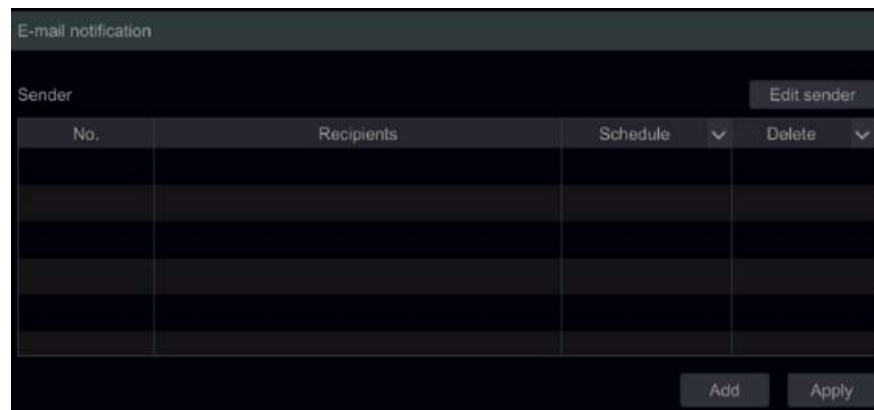 E-mail notification
Sender Edit sender
No. Recipients Schedule Delete
Add Apply